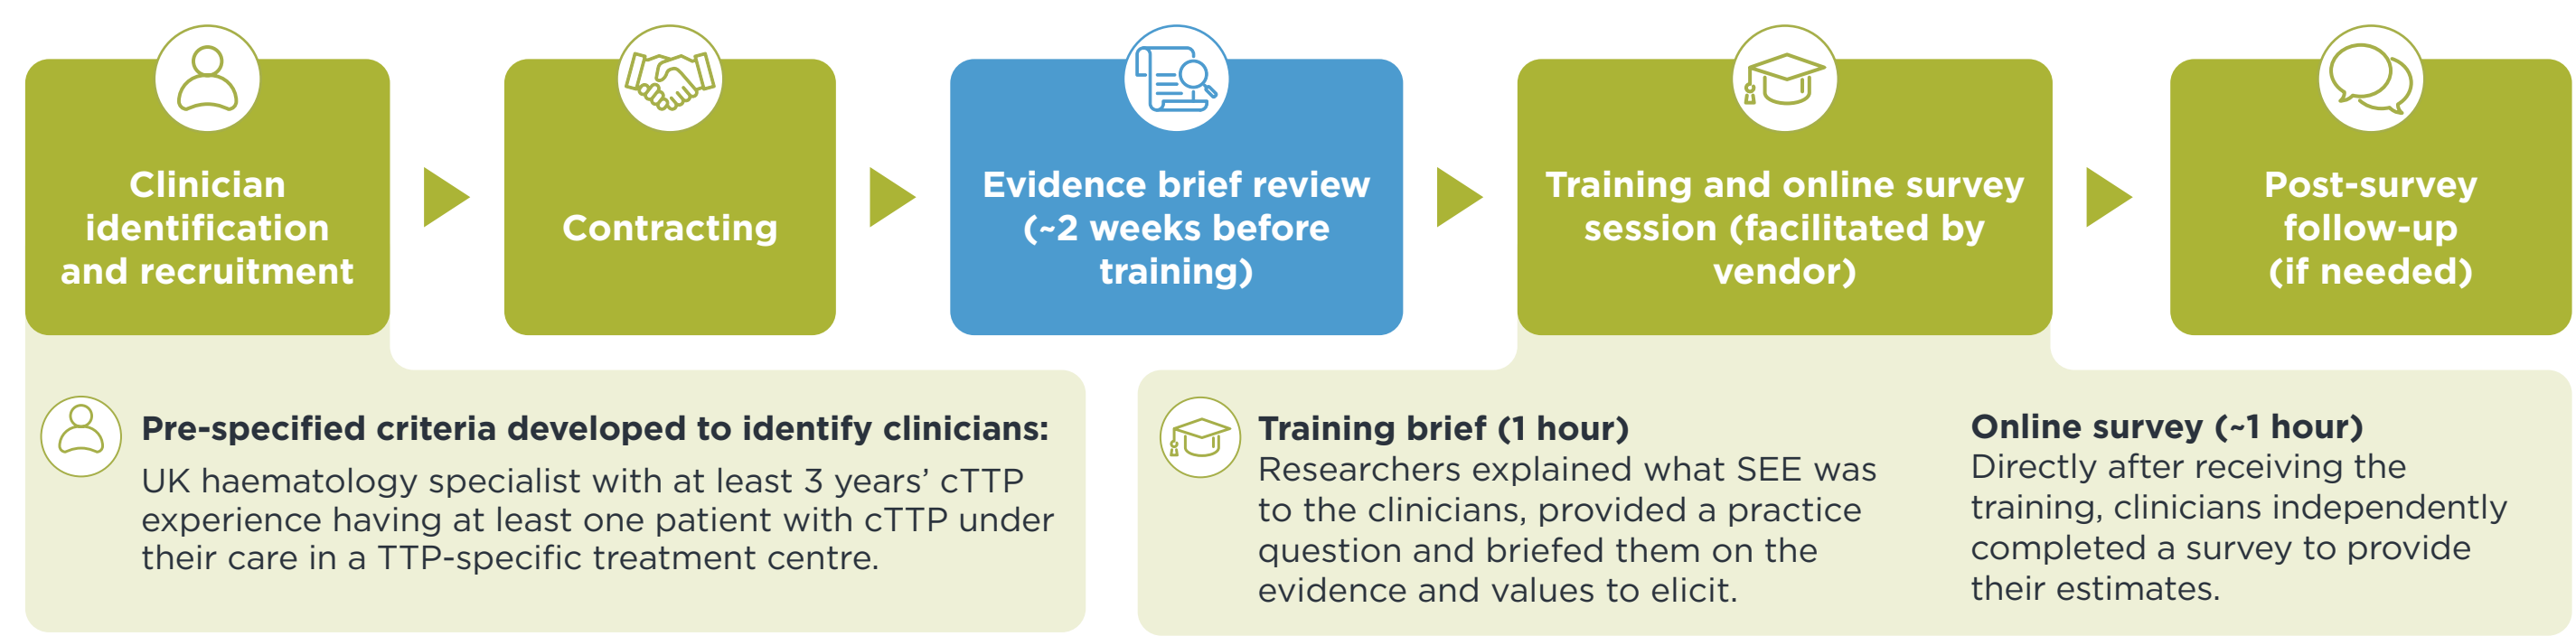 Clinician
identification
and recruitment
Contracting
Evidence brief review
(~2 weeks before
training)
Training and online survey
session (facilitated by
vendor)
Post-survey
follow-up
(if needed)
Pre-specified criteria developed to identify clinicians:
UK haematology specialist with at least 3 years’ cTTP
experience having at least one patient with cTTP under
their care in a TTP-specific treatment centre.
Training brief (1 hour)
Researchers explained what SEE was
to the clinicians, provided a practice
question and briefed them on the
evidence and values to elicit.
Online survey (~1 hour)
Directly after receiving the
training, clinicians independently
completed a survey to provide
their estimates.